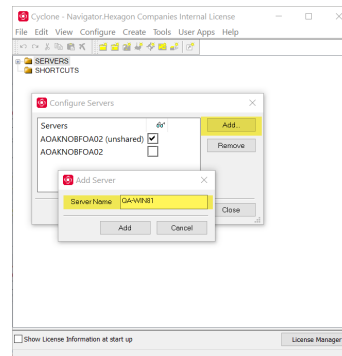 Cyclone - Navigator.Hexagon Companies Internal License
File Edit View Configure Create Tools User Apps Help
SERVERS
SHORTCUTS
Configure Servers
Servers
AOAKNOBFOA02 (unshared)
AOAKNOBFOA02
Add...
Remove
Close
Add Server
Server Name QA-WIN81
Add Cancel
Show License Information at start up
License Manager